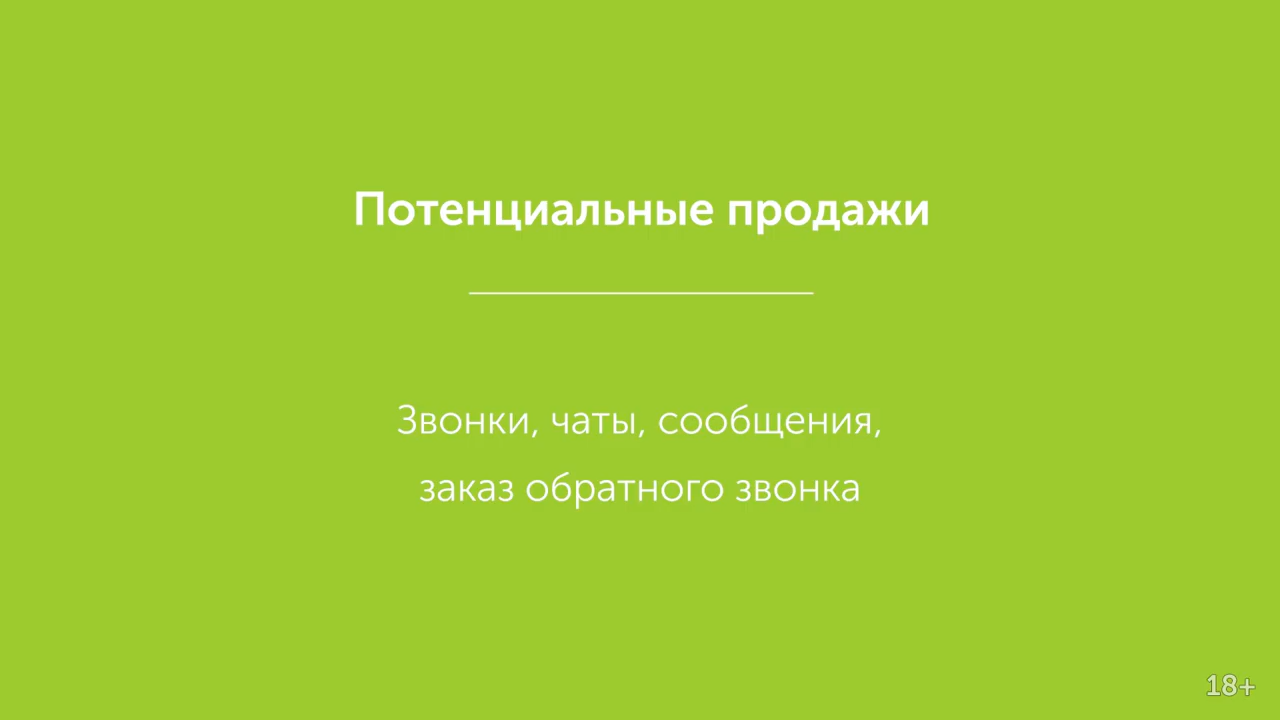 Потенциальные продажи
Звонки, чаты, сообщения,
заказ обратного звонка
18+